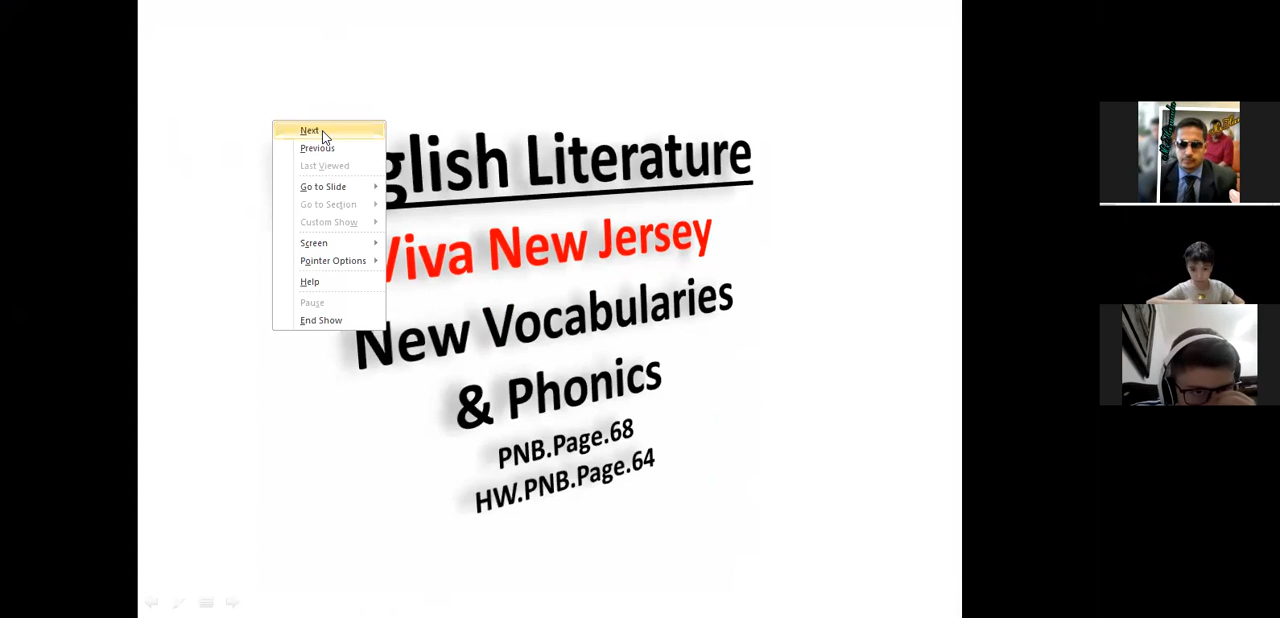 Next
Previous
Last Viewed
Go to Slide
Go to Section
Custom Show
Screen
Pointer Options
Help
Pause
End Show
glish Literature
Viva New Jersey
New Vocabularies
& Phonics
PNB.Page.68
HW.PNB.Page.64